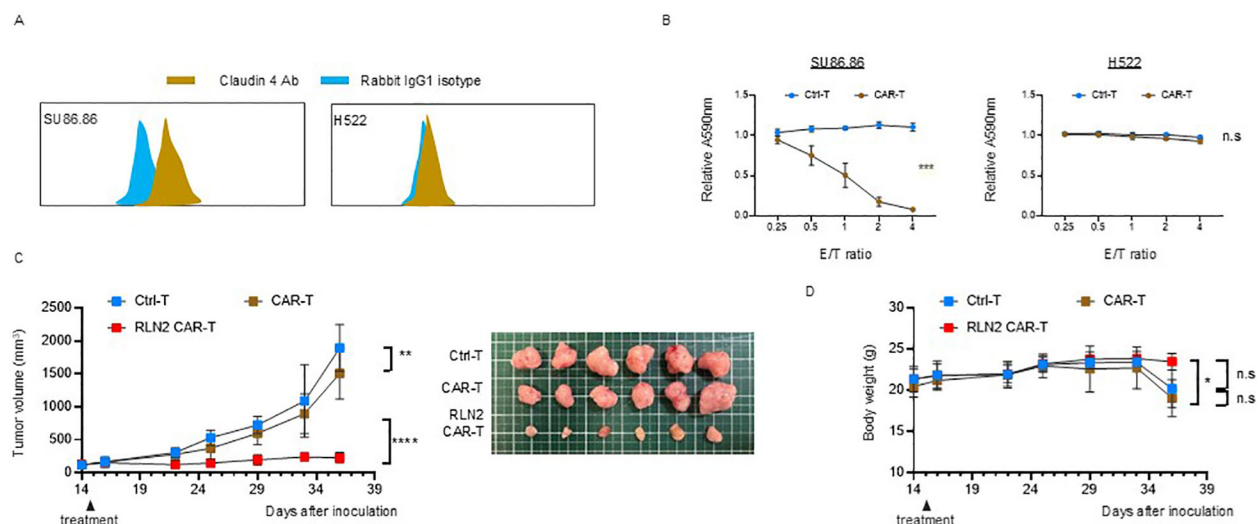 A
Claudin 4 Ab
Rabbit IgG1 isotype
SU86.86
H522
B
SU86.86
Ctrl-T
CAR-T
1.5
1.0
0.5
0.0
Relative A590nm
***
0.25
0.5
1
2
4
E/T ratio
H522
Ctrl-T
CAR-T
1.5
1.0
0.5
0.0
Relative A590nm
n.s
0.25
0.5
1
2
4
E/T ratio
C
Ctrl-T
CAR-T
RLN2 CAR-T
2500
2000
1500
1000
500
0
Tumor volume (mm³)
**
****
14
19
24
29
34
39
treatment
Days after inoculation
Ctrl-T
CAR-T
RLN2
CAR-T
D
Ctrl-T
CAR-T
RLN2 CAR-T
30
25
20
15
10
Body weight (g)
*
n.s
n.s
14
19
24
29
34
39
treatment
Days after inoculation